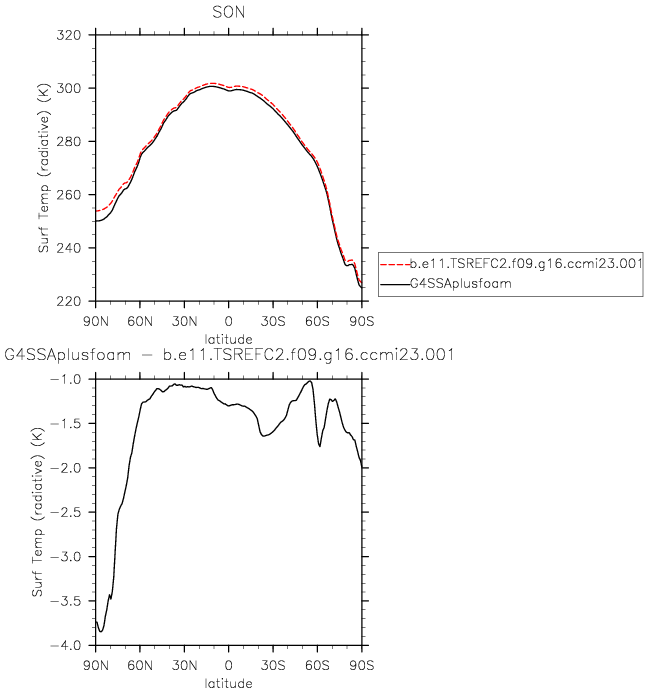 SON
320
300
280
260
240
220
Surf Temp (radiative) (K)
90N 60N 30N 0 30S 60S 90S
latitude
b.e11.TSREFC2.f09.g16.ccmi23.001
G4SSAplusfoam
G4SSAplusfoam − b.e11.TSREFC2.f09.g16.ccmi23.001
−1.0
−1.5
−2.0
−2.5
−3.0
−3.5
−4.0
Surf Temp (radiative) (K)
90N 60N 30N 0 30S 60S 90S
latitude